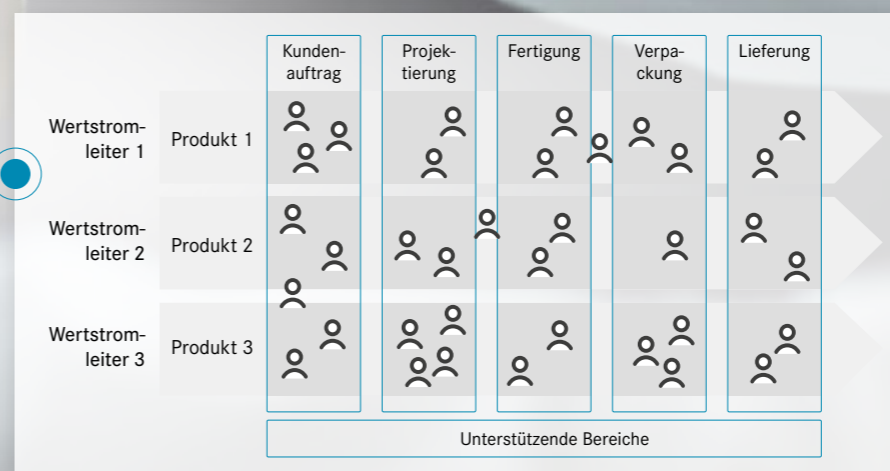 Kunden-
auftrag
Projek-
tierung
Fertigung
Verpa-
ckung
Lieferung
Wertstrom-
leiter 1
Produkt 1
Wertstrom-
leiter 2
Produkt 2
Wertstrom-
leiter 3
Produkt 3
Unterstützende Bereiche